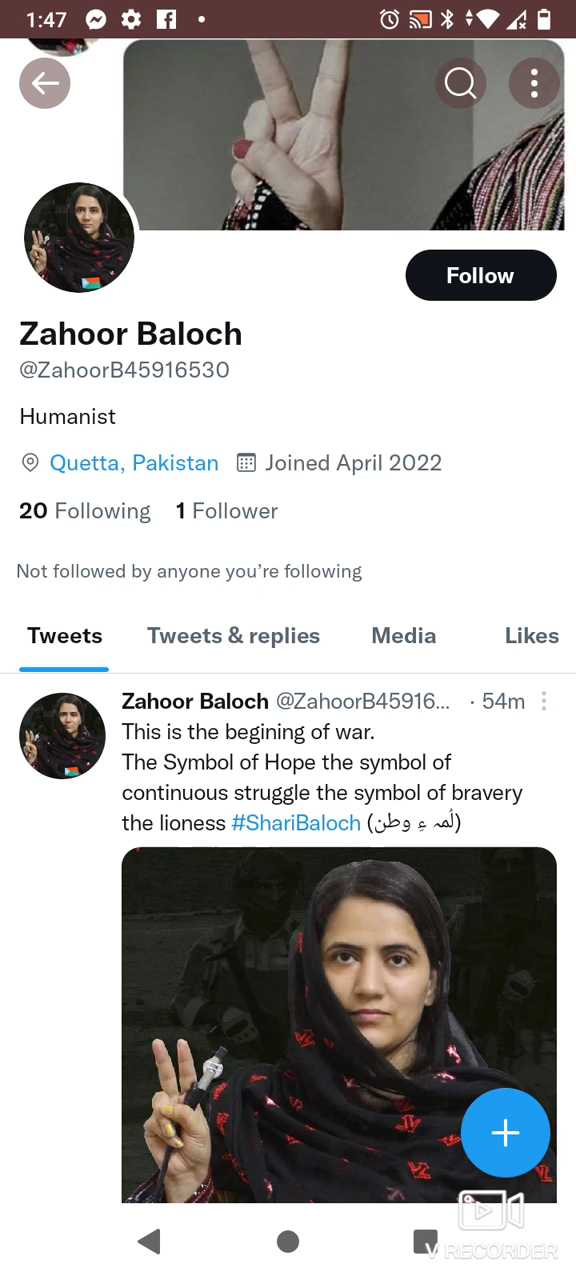 1:47
Follow
Zahoor Baloch
@ZahoorB45916530
Humanist
Quetta, Pakistan Joined April 2022
20 Following 1 Follower
Not followed by anyone you're following
Tweets Tweets & replies Media Likes
Zahoor Baloch @ZahoorB45916... · 54m
This is the begining of war.
The Symbol of Hope the symbol of
continuous struggle the symbol of bravery
the lioness #ShariBaloch (لُمہ ءِ وطن)
V RECORDER